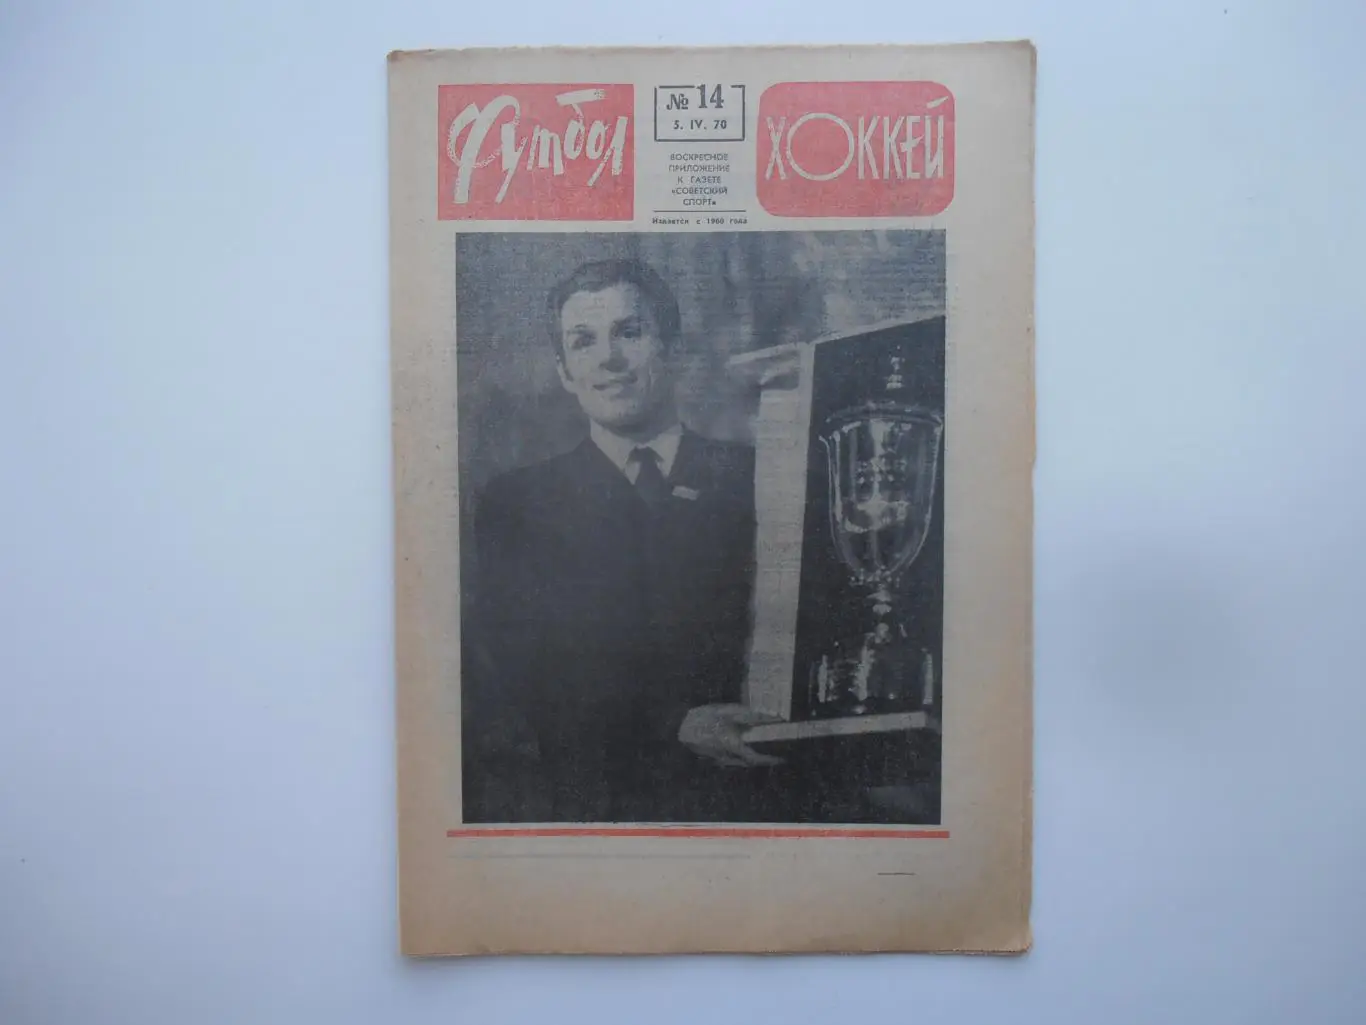 Футбол
№ 14
5. IV. 70
ВОСКРЕСНОЕ
ПРИЛОЖЕНИЕ
К ГАЗЕТЕ
«СОВЕТСКИЙ
СПОРТ»
Издается с 1960 года
ХОККЕЙ